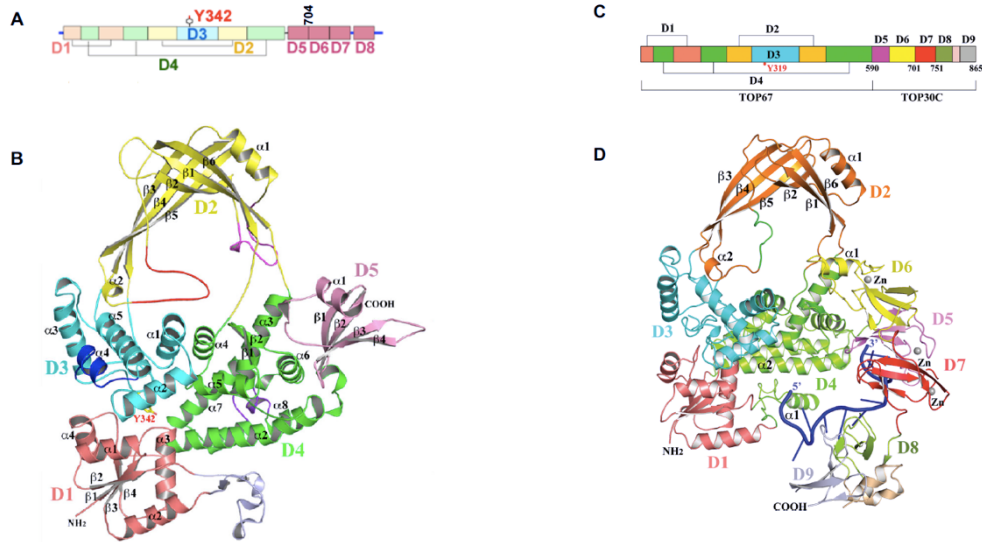 A
Y342
704
D3
D1
D2
D5 D6 D7 D8
D4
C
D1 D2
D5 D6 D7 D8 D9
D3
Y319
590 701 751 865
D4
TOP67 TOP30C
B
α1
β6
β1
β3 β2
β4
β5
D2
α2
α5
α3
α1
α4
D3
α2
Y342
α4
α3
β2
β1
α6
α5
α7
α8
α2
D4
D5
α1
COOH
β1
β2
β3
β4
α4
α1
α3
D1
β2
β1
β4
β3
α2
NH₂
D
α1
β3
β4
β6
β2
β5
β1
D2
α2
α1
D6
Zn
D3
D5
3'
α2
D4
D7
Zn
Zn
5'
α1
NH₂
D1
D8
D9
COOH